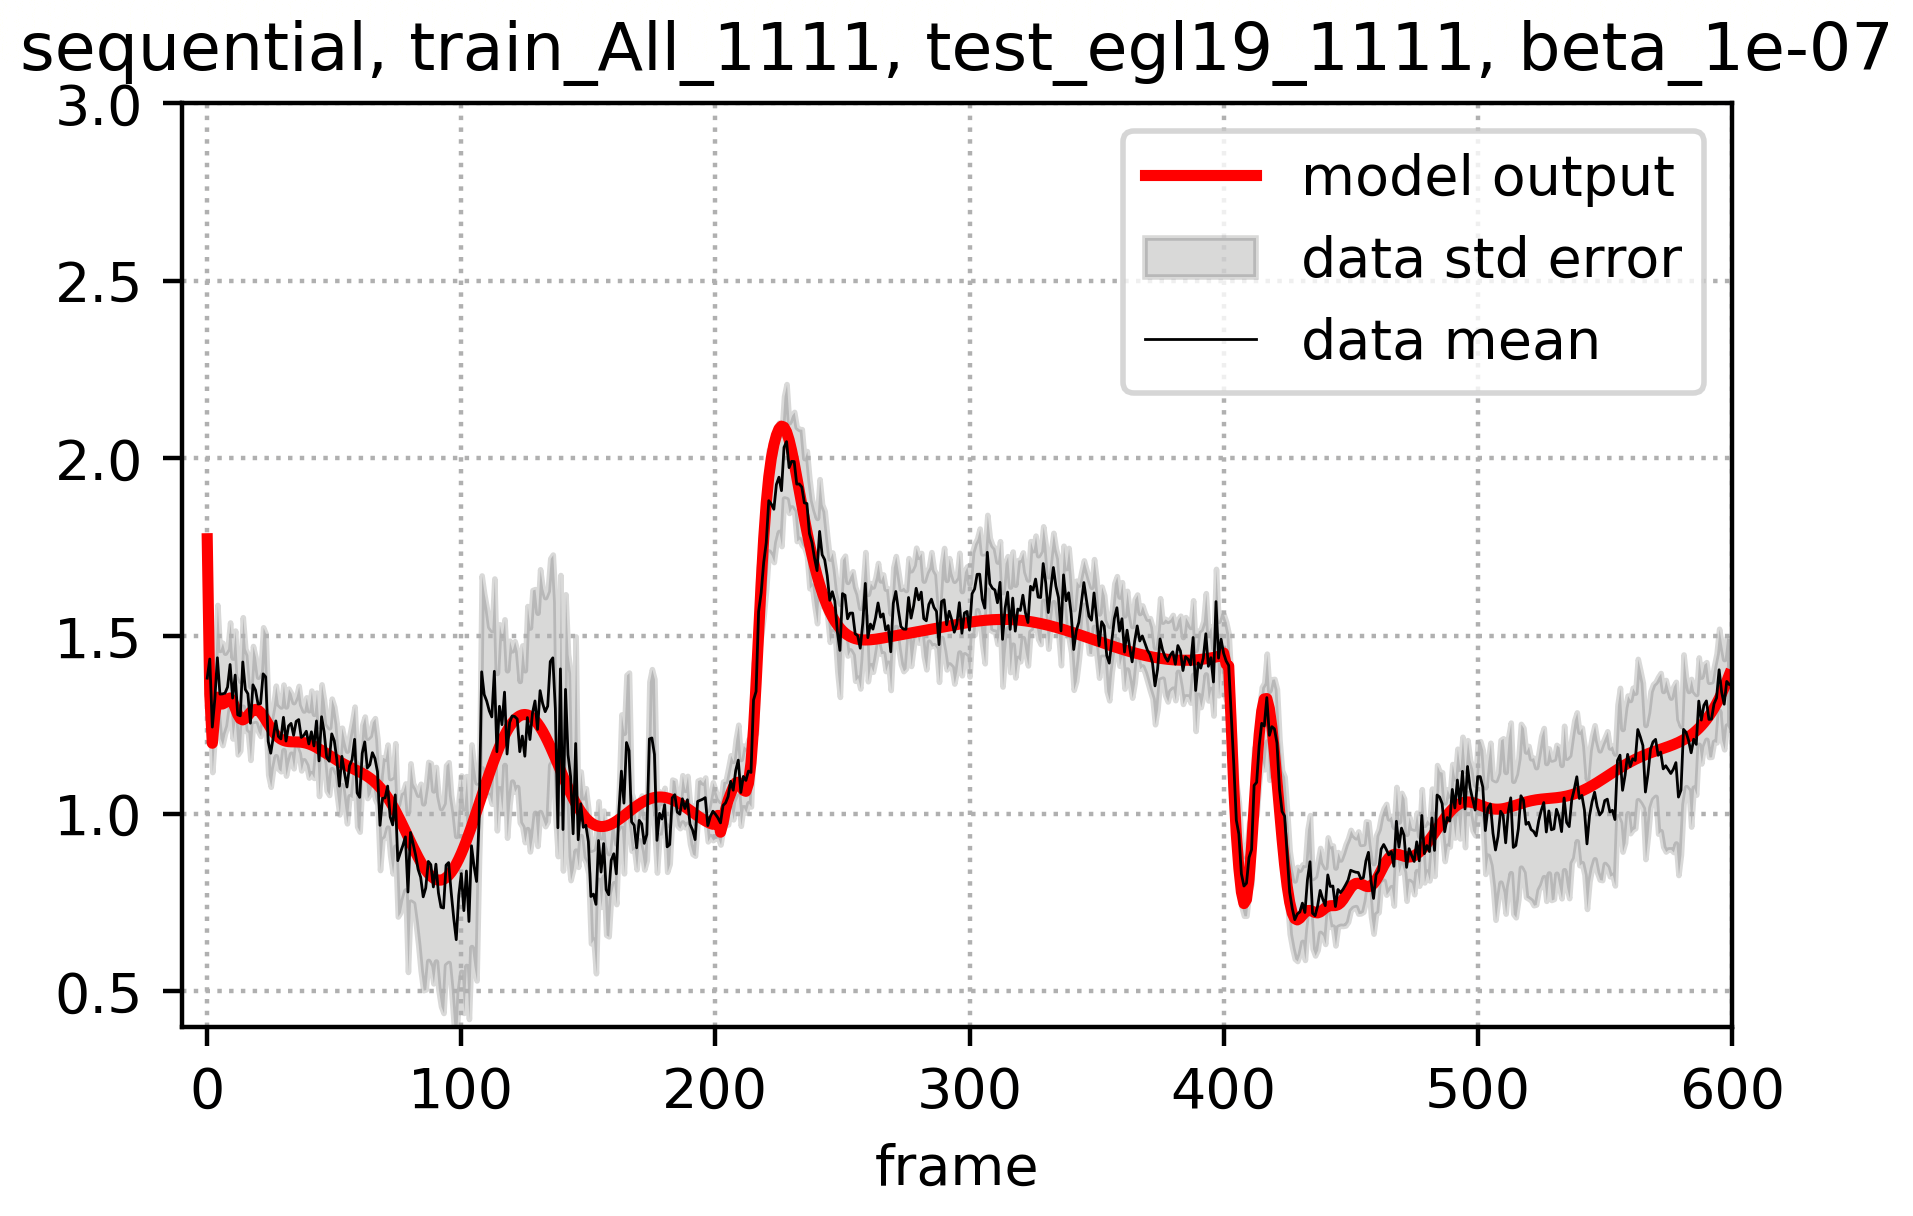 sequential, train_All_1111, test_egl19_1111, beta_1e-07
3.0
2.5
2.0
1.5
1.0
0.5
model output
data std error
data mean
0 100 200 300 400 500 600
frame